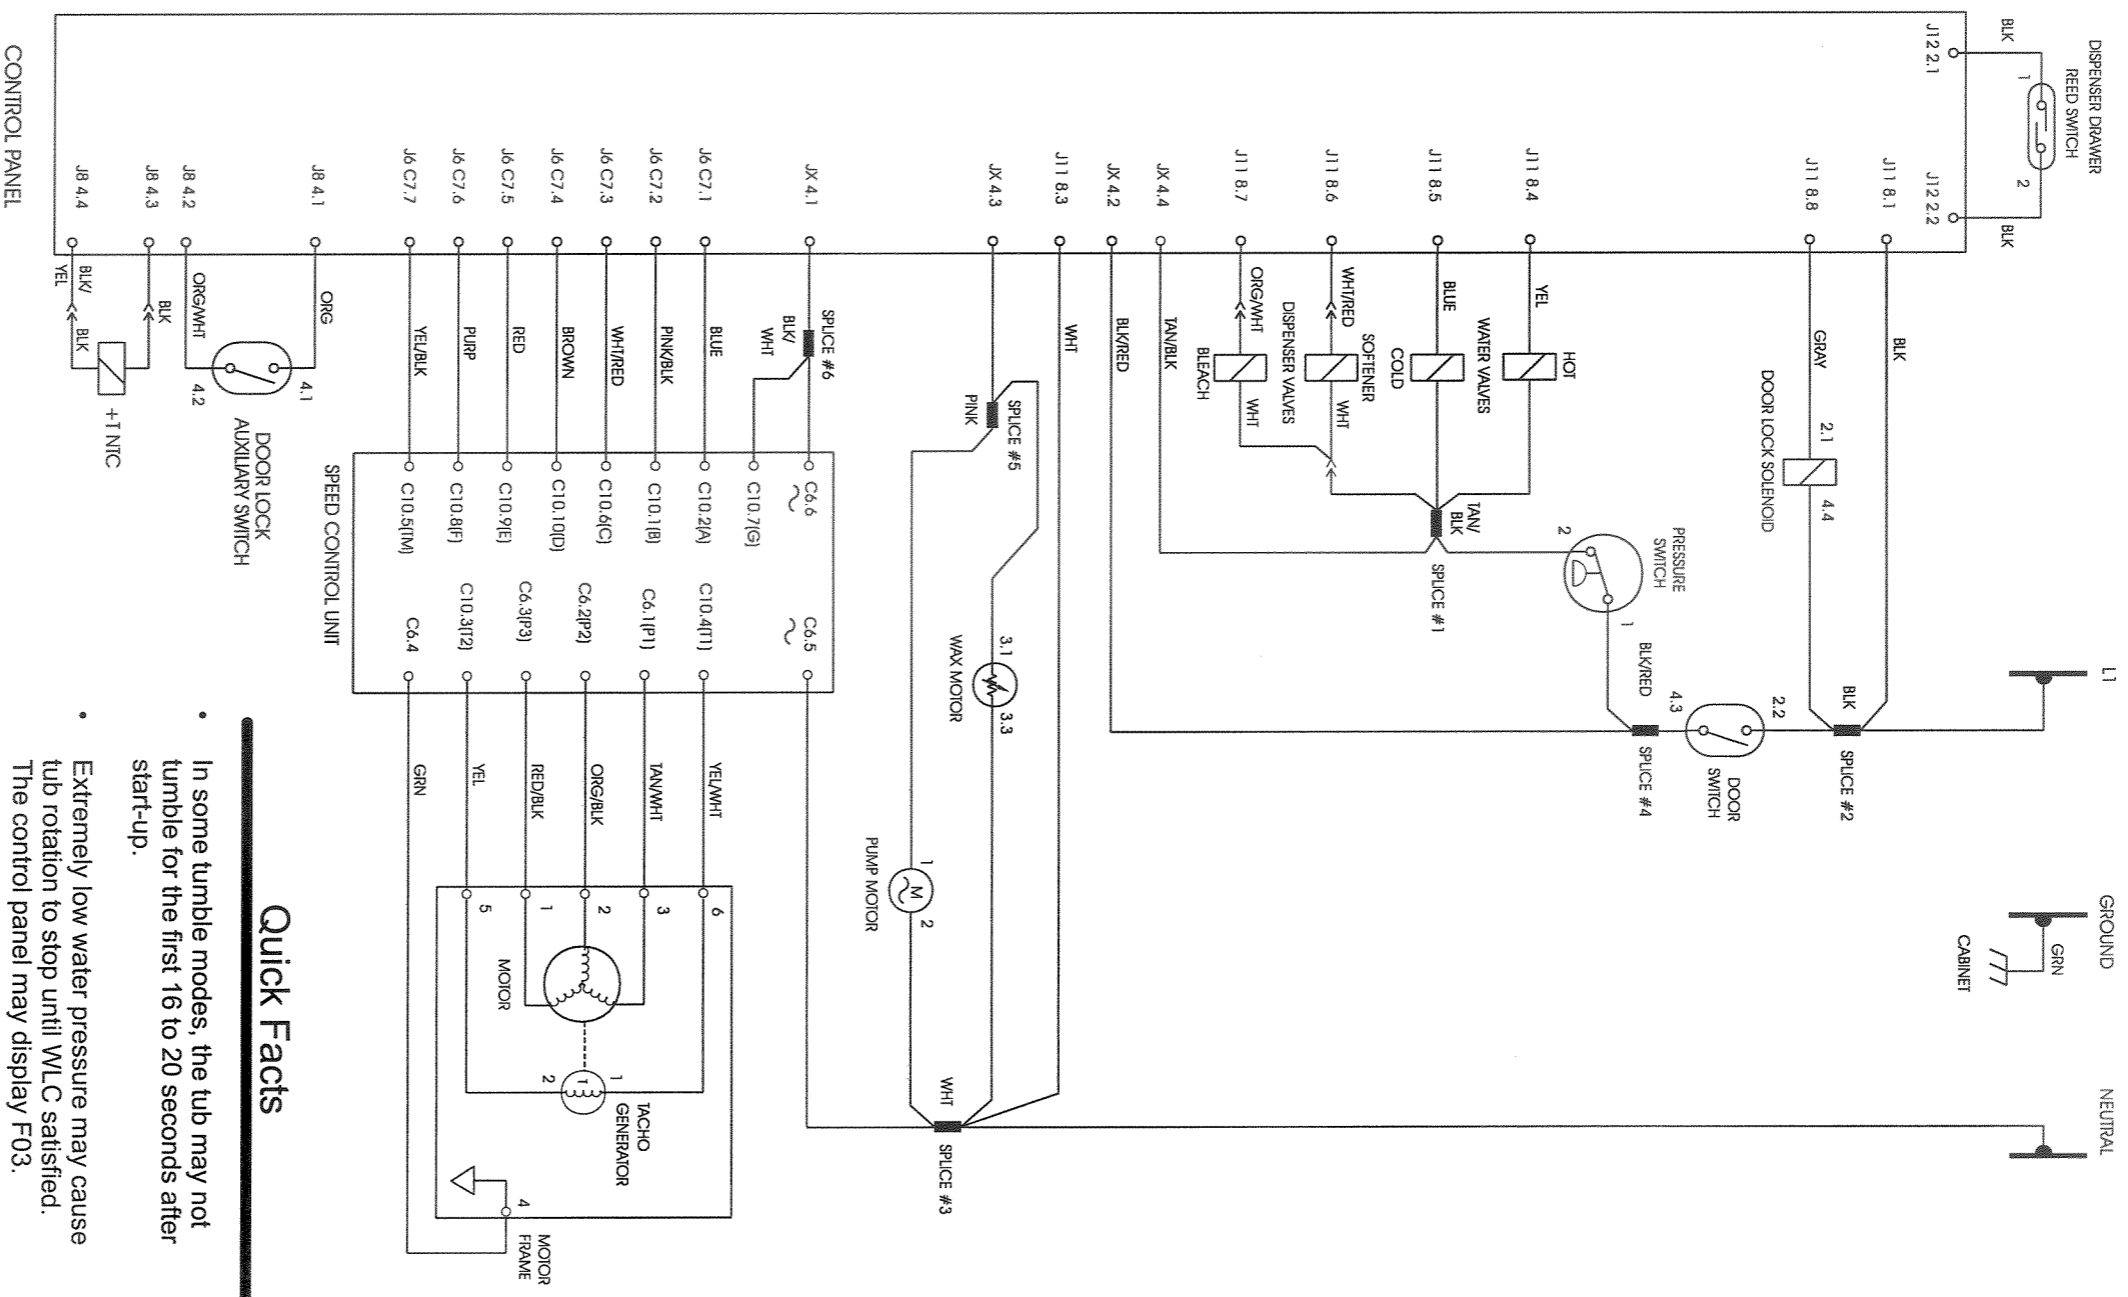 L1
GROUND
NEUTRAL
DISPENSER DRAWER
REED SWITCH
BLK
1
2
BLK
J12 2.1
J12 2.2
GRN
CABINET
J11 8.1
BLK
BLK
SPLICE #2
J11 8.8
GRAY
2.1
4.4
DOOR LOCK SOLENOID
2.2
DOOR
SWITCH
4.3
SPLICE #4
PRESSURE
SWITCH
1
BLK/RED
2
J11 8.4
YEL
HOT
WATER VALVES
J11 8.5
BLUE
COLD
TAN/
BLK
SPLICE #1
J11 8.6
WHT/RED
SOFTENER
WHT
DISPENSER VALVES
J11 8.7
ORG/WHT
BLEACH
WHT
JX 4.4
TAN/BLK
JX 4.2
BLK/RED
J11 8.3
WHT
JX 4.3
SPLICE #5
PINK
3.1
3.3
WAX MOTOR
WHT
SPLICE #3
1
M
2
PUMP MOTOR
JX 4.1
SPLICE #6
BLK/
WHT
C6.6
C6.5
C10.7(G)
J6 C7.1
BLUE
C10.2(A)
C10.4(T1)
YEL/WHT
6
J6 C7.2
PINK/BLK
C10.1(B)
C6.1(P1)
TAN/WHT
3
J6 C7.3
WHT/RED
C10.6(C)
C6.2(P2)
ORG/BLK
2
J6 C7.4
BROWN
C10.10(D)
C6.3(P3)
RED/BLK
1
J6 C7.5
RED
C10.9(E)
J6 C7.6
PURP
C10.8(F)
C10.3(T2)
YEL
5
J6 C7.7
YEL/BLK
C10.5(TM)
C6.4
GRN
SPEED CONTROL UNIT
MOTOR
1
T
2
TACHO
GENERATOR
4
MOTOR
FRAME
J8 4.1
ORG
4.1
J8 4.2
ORG/WHT
4.2
DOOR LOCK
AUXILIARY SWITCH
J8 4.3
BLK
J8 4.4
BLK/
YEL
BLK
+T NTC
CONTROL PANEL
Quick Facts
• In some tumble modes, the tub may not
tumble for the first 16 to 20 seconds after
start-up.
• Extremely low water pressure may cause
tub rotation to stop until WLC satisfied.
The control panel may display F03.